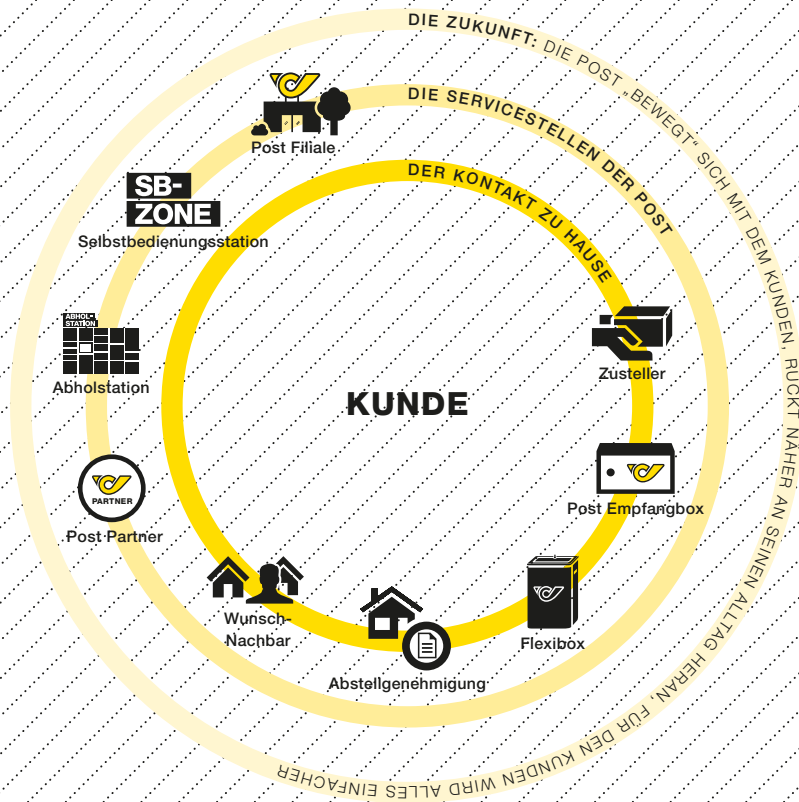 DIE ZUKUNFT: DIE POST „BEWEGT“ SICH MIT DEM KUNDEN, RÜCKT NÄHER AN SEINEN ALLTAG HERAN, FÜR DEN KUNDEN WIRD ALLES EINFACHER
DIE SERVICESTELLEN DER POST
DER KONTAKT ZU HAUSE
Post Filiale
SB-
ZONE
Selbstbedienungsstation
ABHOL-
STATION
Abholstation
PARTNER
Post Partner
KUNDE
Zusteller
Post Empfangbox
Flexibox
Abstellgenehmigung
Wunsch-
Nachbar